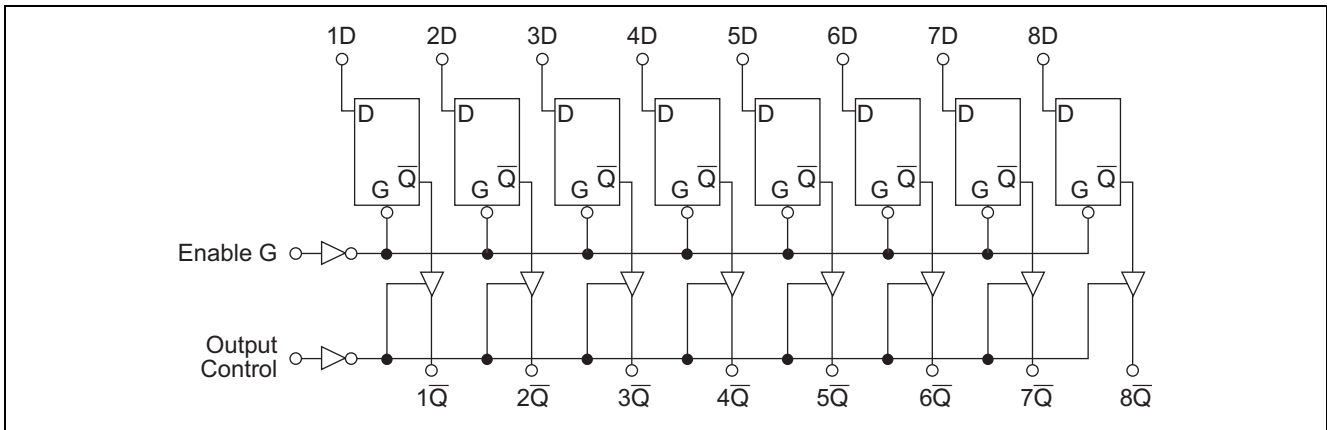 1D 2D 3D 4D 5D 6D 7D 8D
D D D D D D D D
Q̅ Q̅ Q̅ Q̅ Q̅ Q̅ Q̅ Q̅
G G G G G G G G
Enable G
Output
Control
1Q̅ 2Q̅ 3Q̅ 4Q̅ 5Q̅ 6Q̅ 7Q̅ 8Q̅